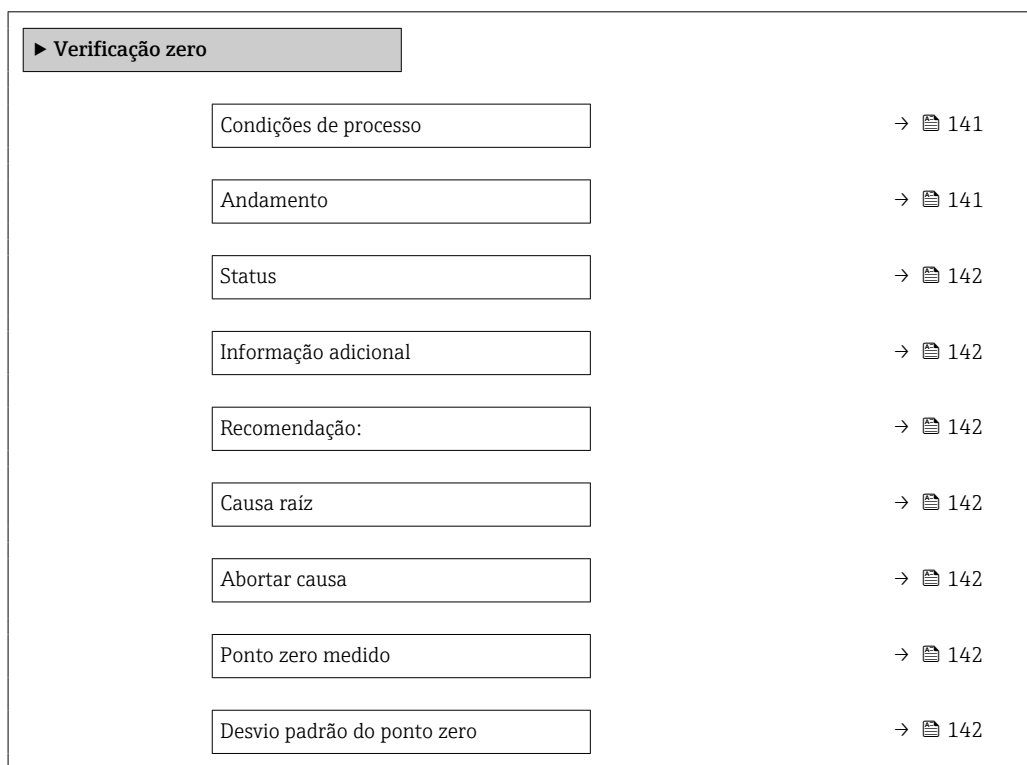 ▶ Verificação zero
Condições de processo → 141
Andamento → 141
Status → 142
Informação adicional → 142
Recomendação: → 142
Causa raíz → 142
Abortar causa → 142
Ponto zero medido → 142
Desvio padrão do ponto zero → 142